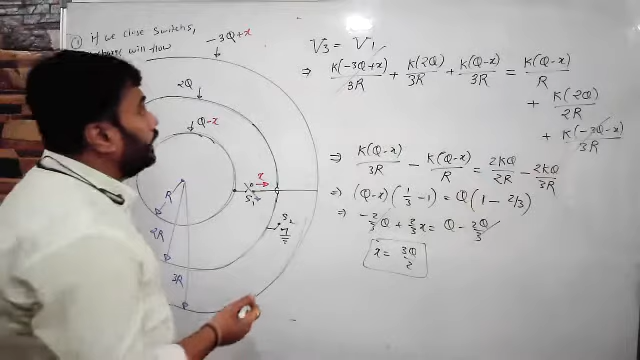 ① If we close switches,
charge will flow
-3Q+x
2Q
Q-x
R
2R
3R
x
S₁
S₂
V₃ = V₁
⇒ K(-3Q+x)/3R + K(2Q)/3R + K(Q-x)/3R = K(Q-x)/R
+ K(2Q)/2R
+ K(-3Q-x)/3R
⇒ K(Q-x)/3R - K(Q-x)/R = 2KQ/2R - 2KQ/3R
⇒ (Q-x)(1/3 -1) = Q(1 - 2/3)
⇒ -2/3 Q + 2/3 x = Q - 2Q/3
x = 3Q/2